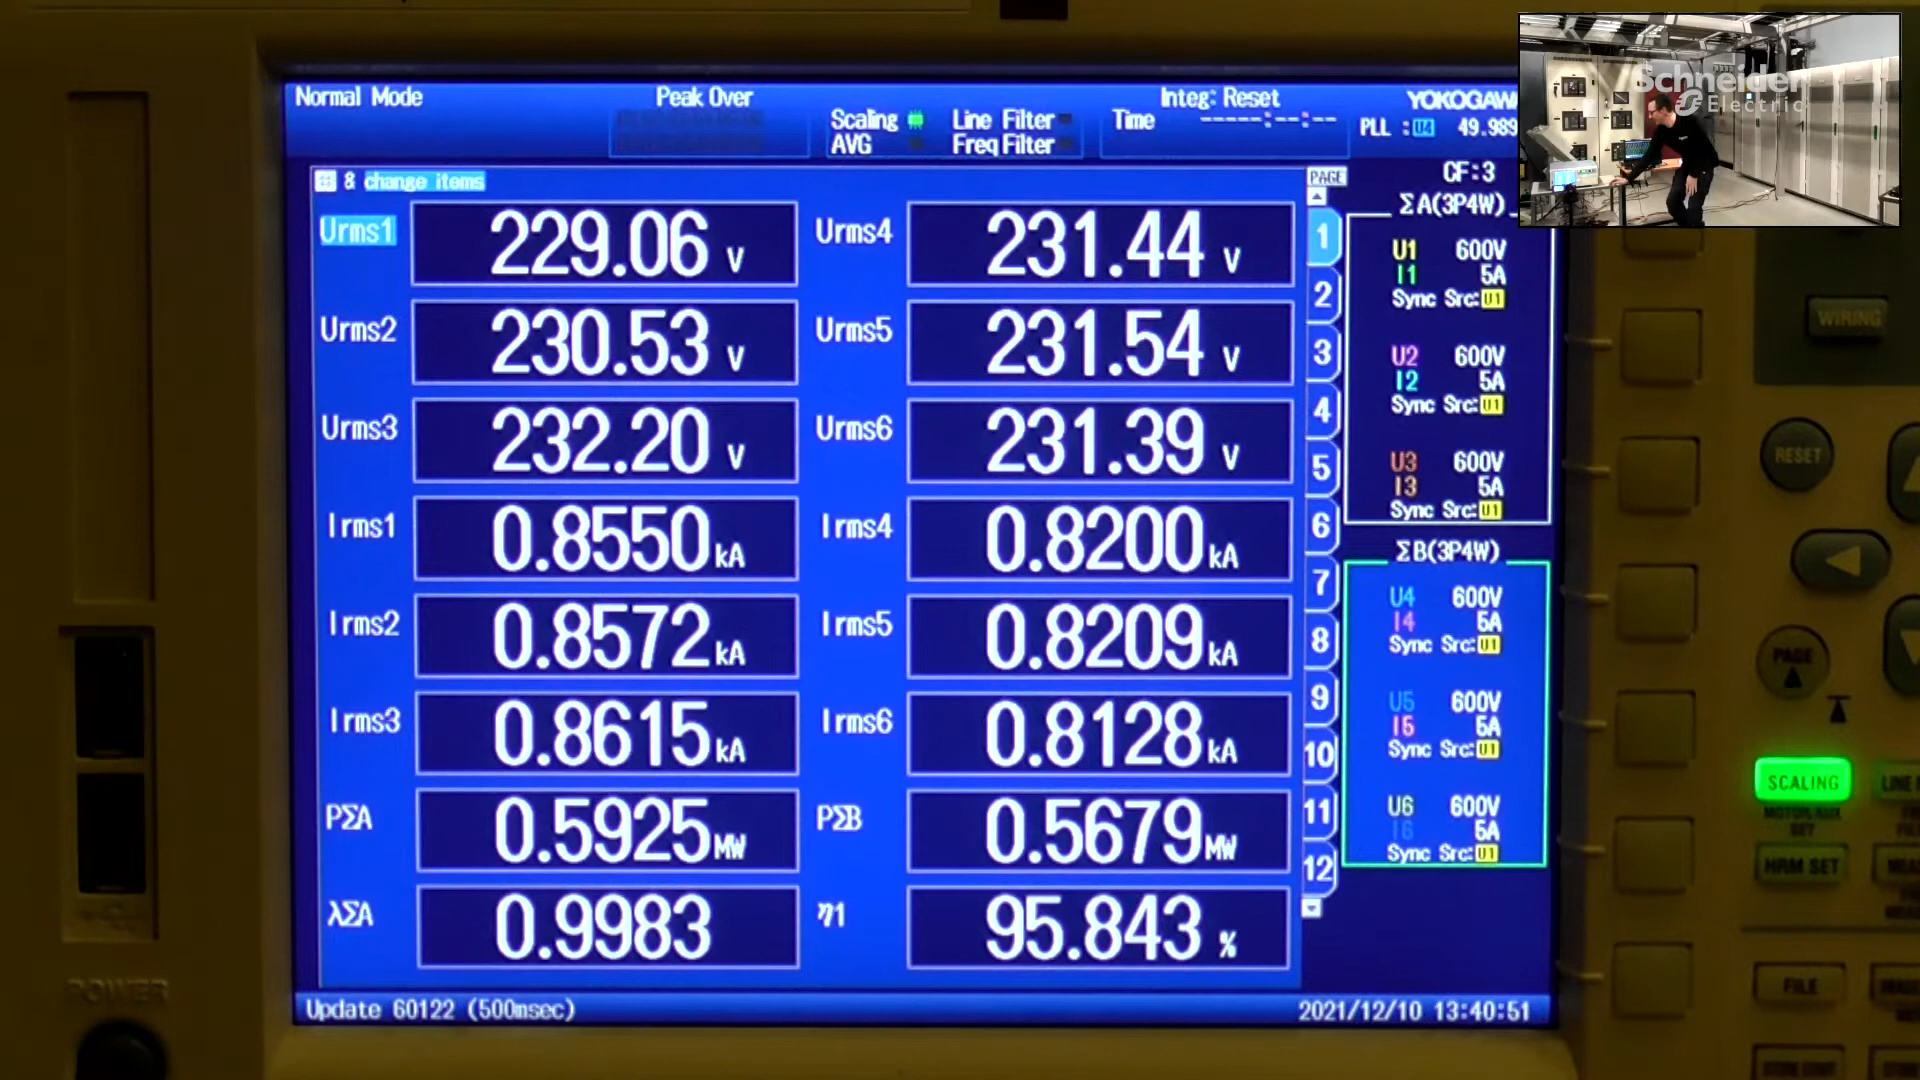 Normal Mode
Peak Over
Scaling
AVG
Line Filter
Freq Filter
Integ: Reset
Time -----:--:--
YOKOGAWA
PLL : U4 49.989
Schneider
Electric
& change items
PAGE
CF:3
Urms1 229.06 V
Urms4 231.44 V
Urms2 230.53 V
Urms5 231.54 V
Urms3 232.20 V
Urms6 231.39 V
Irms1 0.8550 kA
Irms4 0.8200 kA
Irms2 0.8572 kA
Irms5 0.8209 kA
Irms3 0.8615 kA
Irms6 0.8128 kA
PΣA 0.5925 MW
PΣB 0.5679 MW
λΣA 0.9983
η1 95.843 %
1
2
3
4
5
6
7
8
9
10
11
12
ΣA(3P4W)
U1 600V
I1 5A
Sync Src:U1
U2 600V
I2 5A
Sync Src:U1
U3 600V
I3 5A
Sync Src:U1
ΣB(3P4W)
U4 600V
I4 5A
Sync Src:U1
U5 600V
I5 5A
Sync Src:U1
U6 600V
I6 5A
Sync Src:U1
Update 60122 (500msec)
2021/12/10 13:40:51
POWER
WIRING
RESET
PAGE
SCALING
LINE
HRM SET
FILE